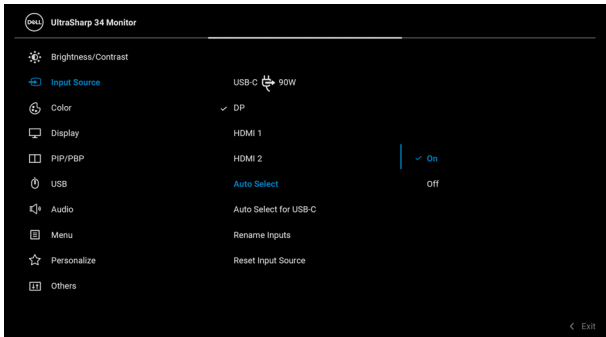 DELL UltraSharp 34 Monitor
Brightness/Contrast
Input Source
USB-C 90W
Color
DP
Display
HDMI 1
PIP/PBP
HDMI 2
On
USB
Auto Select
Off
Audio
Auto Select for USB-C
Menu
Rename Inputs
Personalize
Reset Input Source
Others
Exit